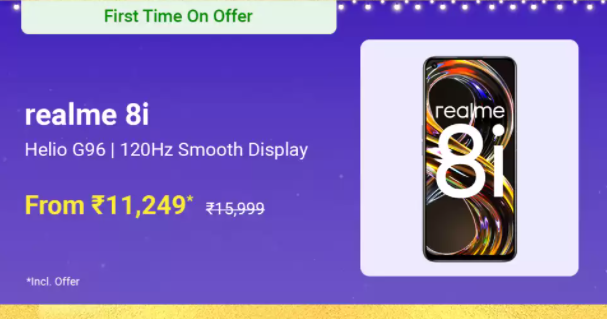 First Time On Offer
realme 8i
Helio G96 | 120Hz Smooth Display
From ₹11,249* ₹15,999
*Incl. Offer
realme
8i